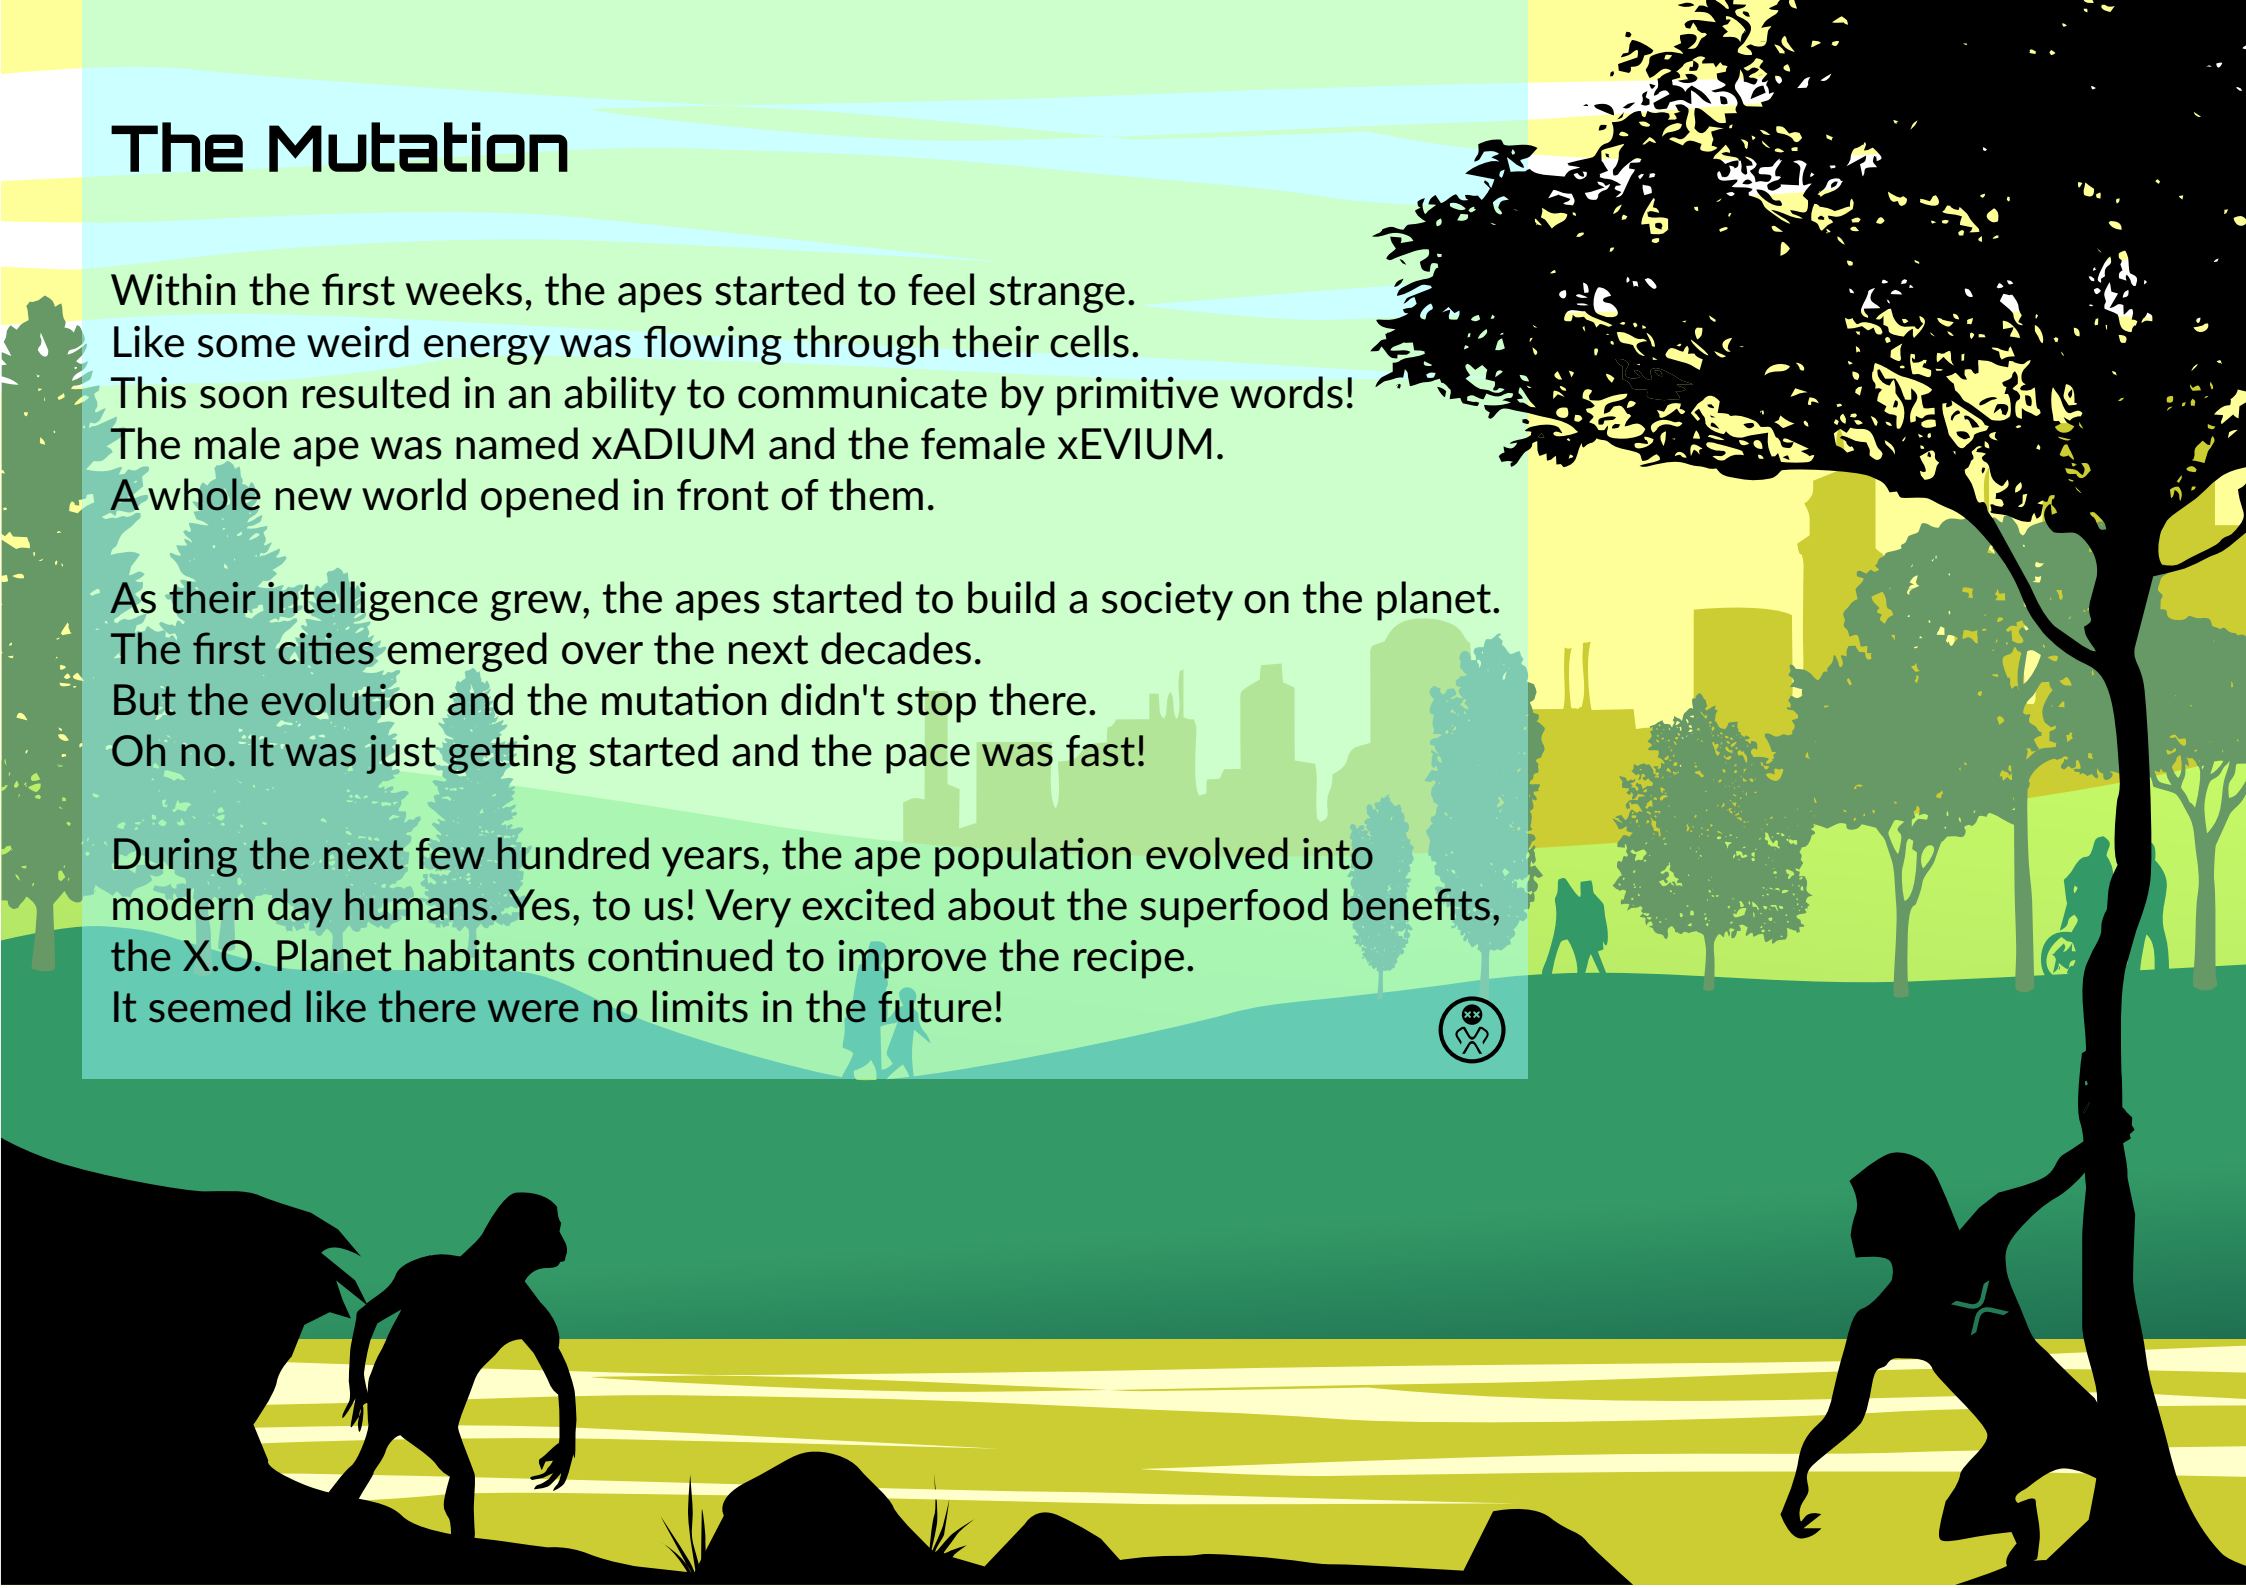 The Mutation
Within the first weeks, the apes started to feel strange.
Like some weird energy was flowing through their cells.
This soon resulted in an ability to communicate by primitive words!
The male ape was named xADIUM and the female xEVIUM.
A whole new world opened in front of them.
As their intelligence grew, the apes started to build a society on the planet.
The first cities emerged over the next decades.
But the evolution and the mutation didn't stop there.
Oh no. It was just getting started and the pace was fast!
During the next few hundred years, the ape population evolved into
modern day humans. Yes, to us! Very excited about the superfood benefits,
the X.O. Planet habitants continued to improve the recipe.
It seemed like there were no limits in the future!